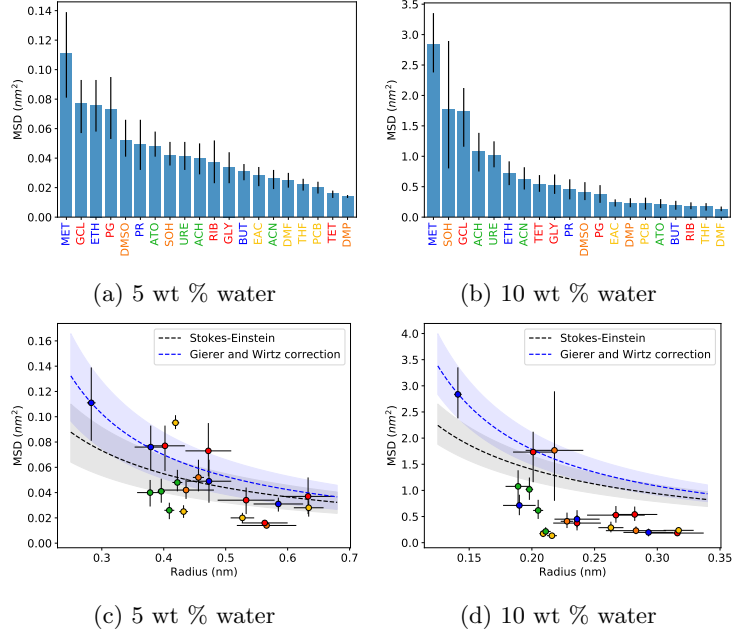 0.14
0.12
0.10
0.08
0.06
0.04
0.02
0.00
MSD (nm²)
MET GCL ETH PG DMSO PR ATO SOH URE ACH RIB GLY BUT EAC ACN DMF THF PCB TET DMP
(a) 5 wt % water
3.5
3.0
2.5
2.0
1.5
1.0
0.5
0.0
MSD (nm²)
MET SOH GCL ACH URE ETH ACN TET GLY PR DMSO PG EAC DMP PCB ATO BUT RIB THF DMF
(b) 10 wt % water
0.16
0.14
0.12
0.10
0.08
0.06
0.04
0.02
0.00
MSD (nm²)
Stokes-Einstein
Gierer and Wirtz correction
0.3 0.4 0.5 0.6 0.7
Radius (nm)
(c) 5 wt % water
4.0
3.5
3.0
2.5
2.0
1.5
1.0
0.5
0.0
MSD (nm²)
Stokes-Einstein
Gierer and Wirtz correction
0.15 0.20 0.25 0.30 0.35
Radius (nm)
(d) 10 wt % water